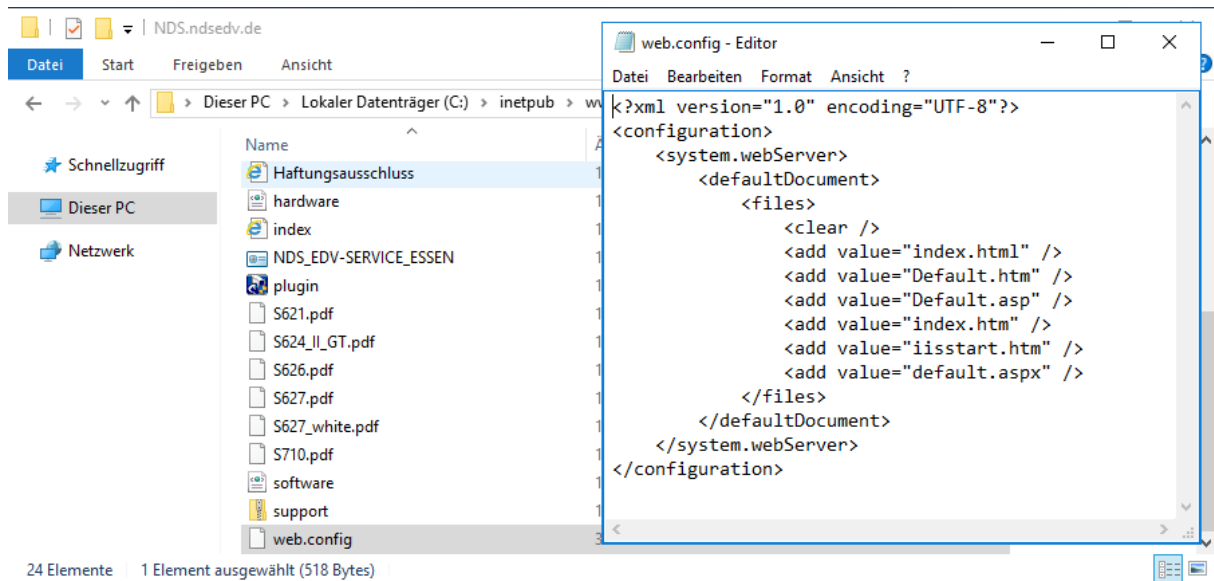 NDS.ndsedv.de
Datei Start Freigeben Ansicht
Dieser PC > Lokaler Datenträger (C:) > inetpub >
Schnellzugriff
Dieser PC
Netzwerk
Name
Haftungsausschluss
hardware
index
NDS_EDV-SERVICE_ESSEN
plugin
S621.pdf
S624_II_GT.pdf
S626.pdf
S627.pdf
S627_white.pdf
S710.pdf
software
support
web.config
24 Elemente 1 Element ausgewählt (518 Bytes)
web.config - Editor
Datei Bearbeiten Format Ansicht ?
<?xml version="1.0" encoding="UTF-8"?>
<configuration>
    <system.webServer>
        <defaultDocument>
            <files>
                <clear />
                <add value="index.html" />
                <add value="Default.htm" />
                <add value="Default.asp" />
                <add value="index.htm" />
                <add value="iisstart.htm" />
                <add value="default.aspx" />
            </files>
        </defaultDocument>
    </system.webServer>
</configuration>